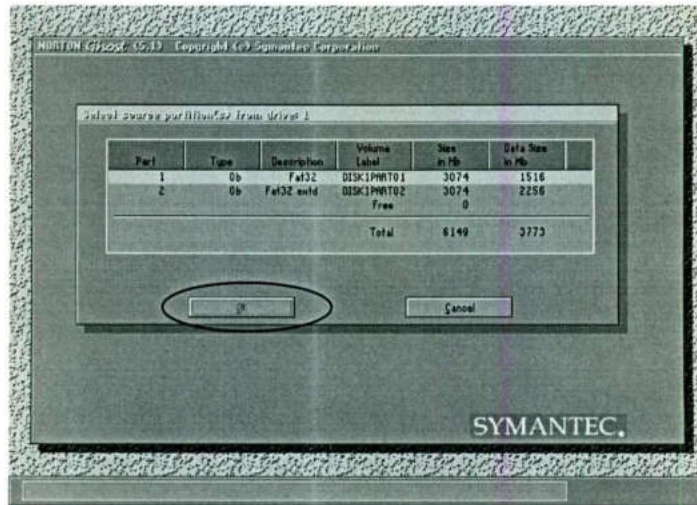 NORTON Ghost (5.1) Copyright (c) Symantec Corporation
Select source partition(s) from drive: 1
Part Type Description Volume Label Size in Mb Data Size in Mb
1 0b Fat32 DISK1PART01 3074 1516
2 0b Fat32 extd DISK1PART02 3074 2256
Free 0
Total 6149 3773
Cancel
SYMANTEC.